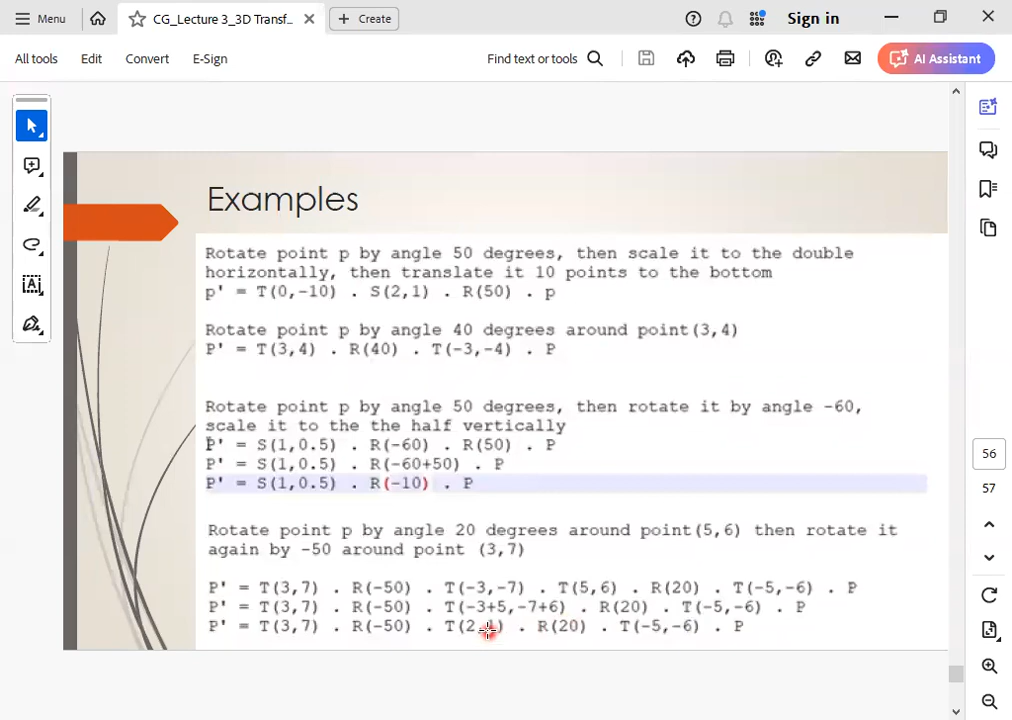 Menu
CG_Lecture 3_3D Transf...
Create
Sign in
All tools
Edit
Convert
E-Sign
Find text or tools
AI Assistant
Examples
Rotate point p by angle 50 degrees, then scale it to the double
horizontally, then translate it 10 points to the bottom
p' = T(0,-10) . S(2,1) . R(50) . p
Rotate point p by angle 40 degrees around point(3,4)
P' = T(3,4) . R(40) . T(-3,-4) . P
Rotate point p by angle 50 degrees, then rotate it by angle -60,
scale it to the the half vertically
P' = S(1,0.5) . R(-60) . R(50) . P
P' = S(1,0.5) . R(-60+50) . P
P' = S(1,0.5) . R(-10) . P
Rotate point p by angle 20 degrees around point(5,6) then rotate it
again by -50 around point (3,7)
P' = T(3,7) . R(-50) . T(-3,-7) . T(5,6) . R(20) . T(-5,-6) . P
P' = T(3,7) . R(-50) . T(-3+5,-7+6) . R(20) . T(-5,-6) . P
P' = T(3,7) . R(-50) . . R(20) . T(-5,-6) . P
56
57